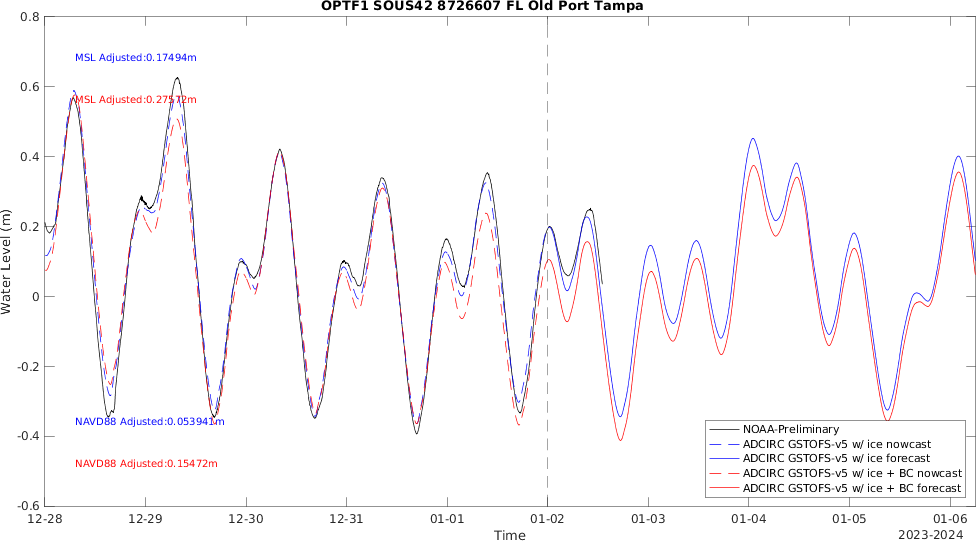 OPTF1 SOUS42 8726607 FL Old Port Tampa
0.8
0.6
0.4
0.2
0
-0.2
-0.4
-0.6
Water Level (m)
MSL Adjusted:0.17494m
MSL Adjusted:0.27572m
NAVD88 Adjusted:0.053941m
NAVD88 Adjusted:0.15472m
NOAA-Preliminary
ADCIRC GSTOFS-v5 w/ ice nowcast
ADCIRC GSTOFS-v5 w/ ice forecast
ADCIRC GSTOFS-v5 w/ ice + BC nowcast
ADCIRC GSTOFS-v5 w/ ice + BC forecast
12-28 12-29 12-30 12-31 01-01 01-02 01-03 01-04 01-05 01-06
Time
2023-2024